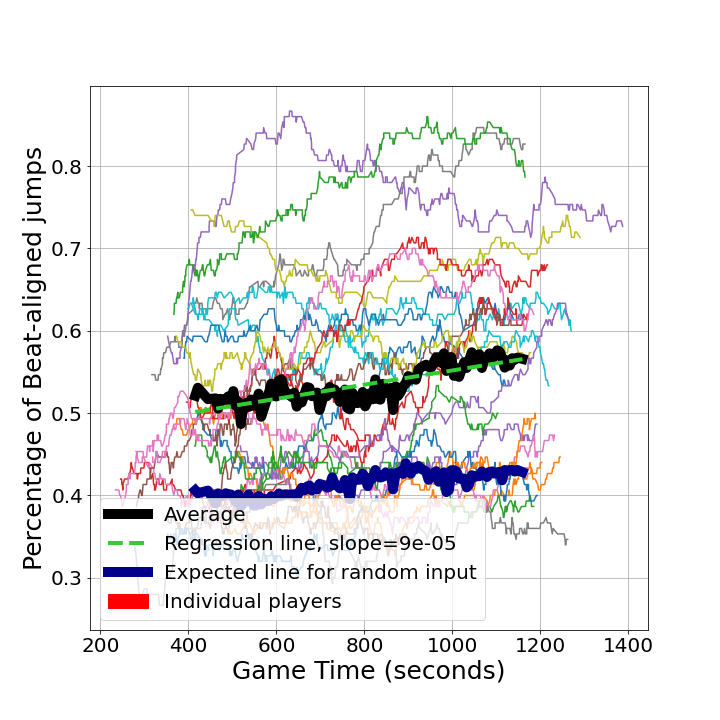 Percentage of Beat-aligned jumps
0.8
0.7
0.6
0.5
0.4
0.3
Average
Regression line, slope=9e-05
Expected line for random input
Individual players
200 400 600 800 1000 1200 1400
Game Time (seconds)